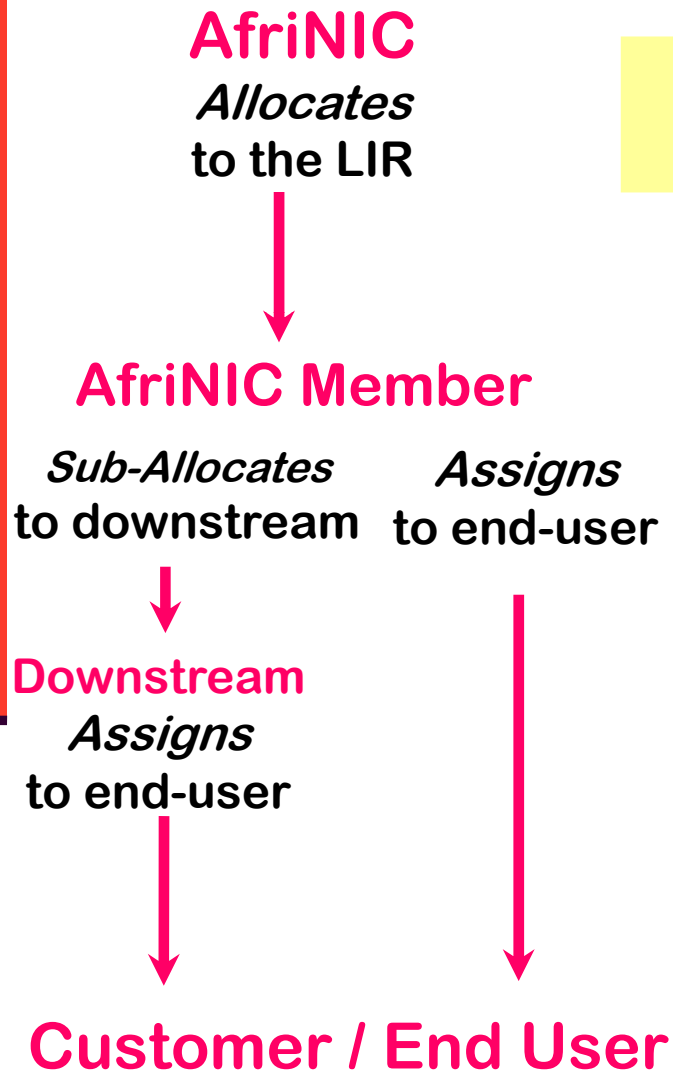 AfriNIC
Allocates
to the LIR
AfriNIC Member
Sub-Allocates
to downstream
Assigns
to end-user
Downstream
Assigns
to end-user
Customer / End User